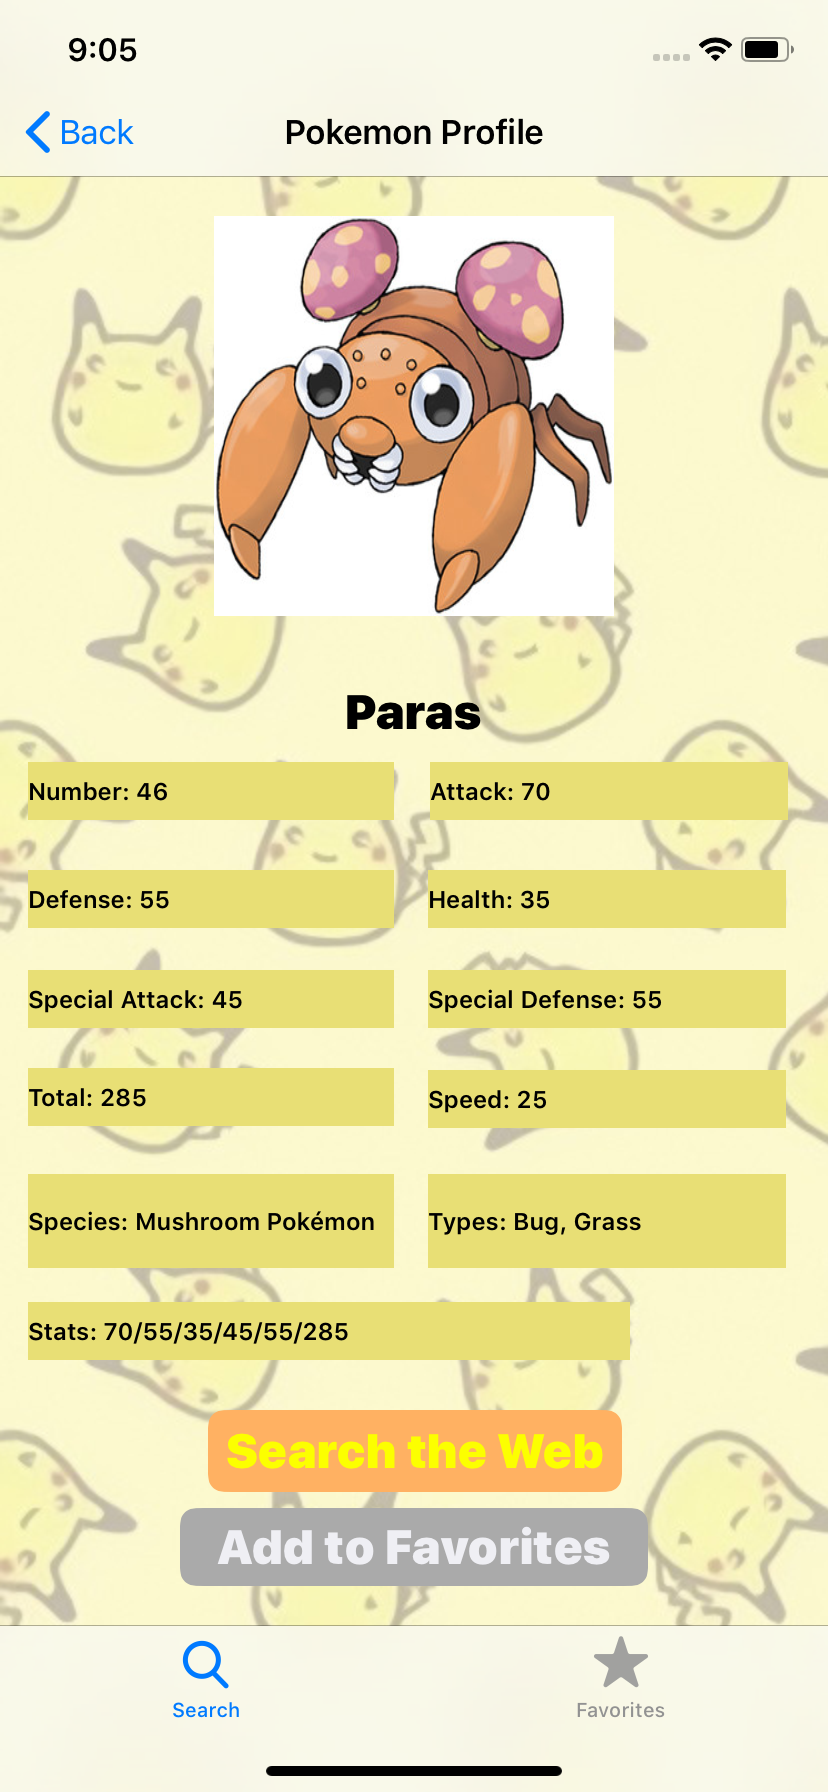 9:05
Back
Pokemon Profile
Paras
Number: 46
Attack: 70
Defense: 55
Health: 35
Special Attack: 45
Special Defense: 55
Total: 285
Speed: 25
Species: Mushroom Pokémon
Types: Bug, Grass
Stats: 70/55/35/45/55/285
Search the Web
Add to Favorites
Search
Favorites